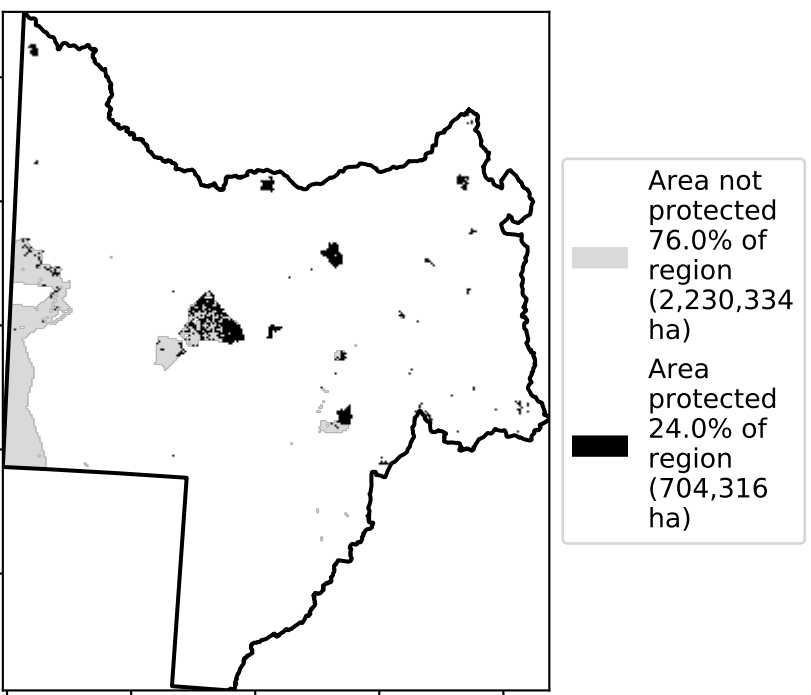 Area not
protected
76.0% of
region
(2,230,334
ha)
Area
protected
24.0% of
region
(704,316
ha)